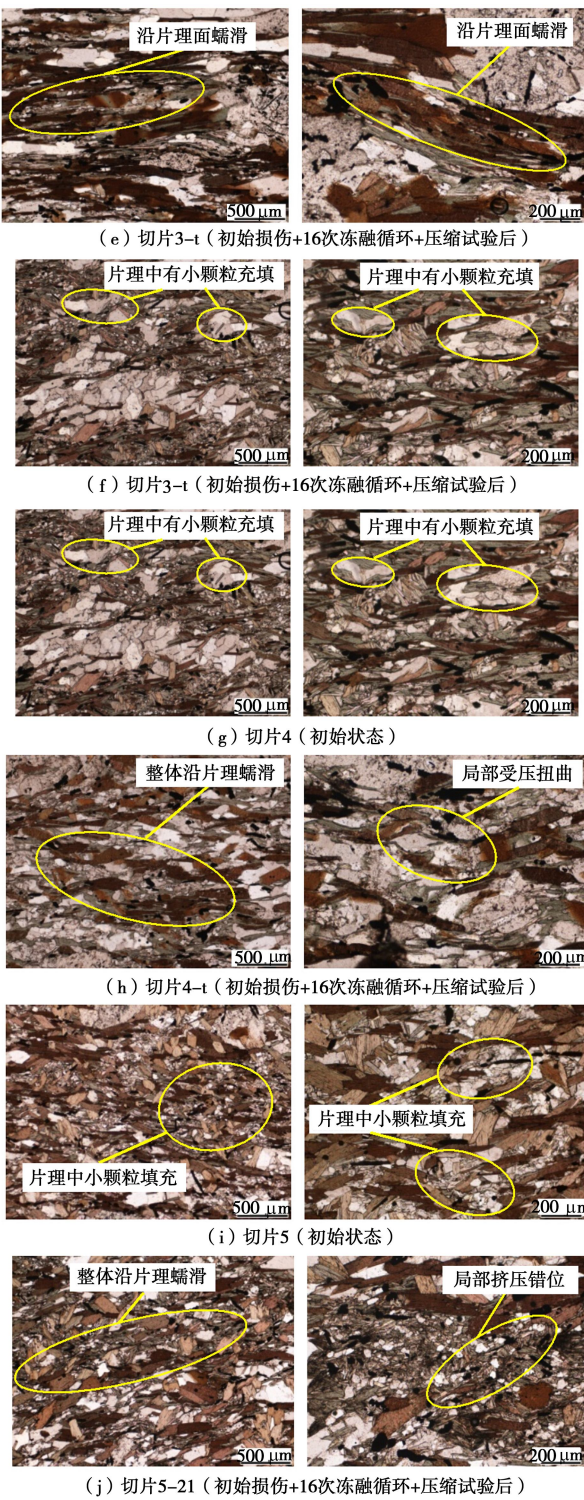 沿片理面蠕滑
沿片理面蠕滑
500 μm
200 μm
（e）切片3-t（初始损伤+16次冻融循环+压缩试验后）
片理中有小颗粒充填
片理中有小颗粒充填
500 μm
200 μm
（f）切片3-t（初始损伤+16次冻融循环+压缩试验后）
片理中有小颗粒充填
片理中有小颗粒充填
500 μm
200 μm
（g）切片4（初始状态）
整体沿片理蠕滑
局部受压扭曲
500 μm
200 μm
（h）切片4-t（初始损伤+16次冻融循环+压缩试验后）
片理中小颗粒填充
片理中小颗粒填充
500 μm
200 μm
（i）切片5（初始状态）
整体沿片理蠕滑
局部挤压错位
500 μm
200 μm
（j）切片5-21（初始损伤+16次冻融循环+压缩试验后）